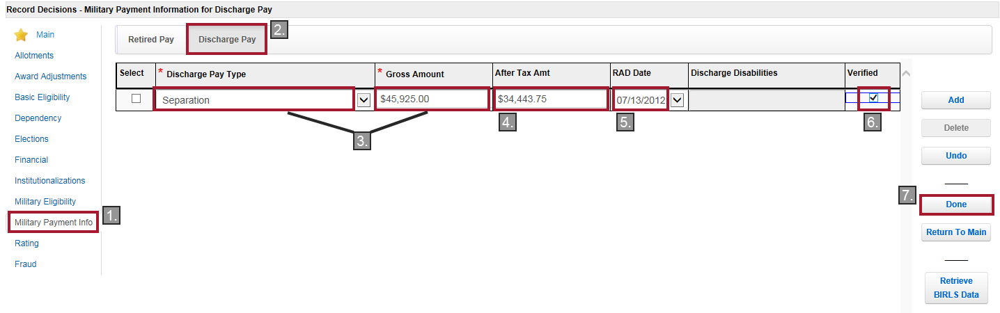 Record Decisions - Military Payment Information for Discharge Pay
Main
Allotments
Award Adjustments
Basic Eligibility
Dependency
Elections
Financial
Institutionalizations
Military Eligibility
Military Payment Info
1.
Rating
Fraud
Retired Pay
Discharge Pay
2.
Select
* Discharge Pay Type
* Gross Amount
After Tax Amt
RAD Date
Discharge Disabilities
Verified
Separation
$45,925.00
$34,443.75
07/13/2012
3.
4.
5.
6.
Add
Delete
Undo
7.
Done
Return To Main
Retrieve
BIRLS Data